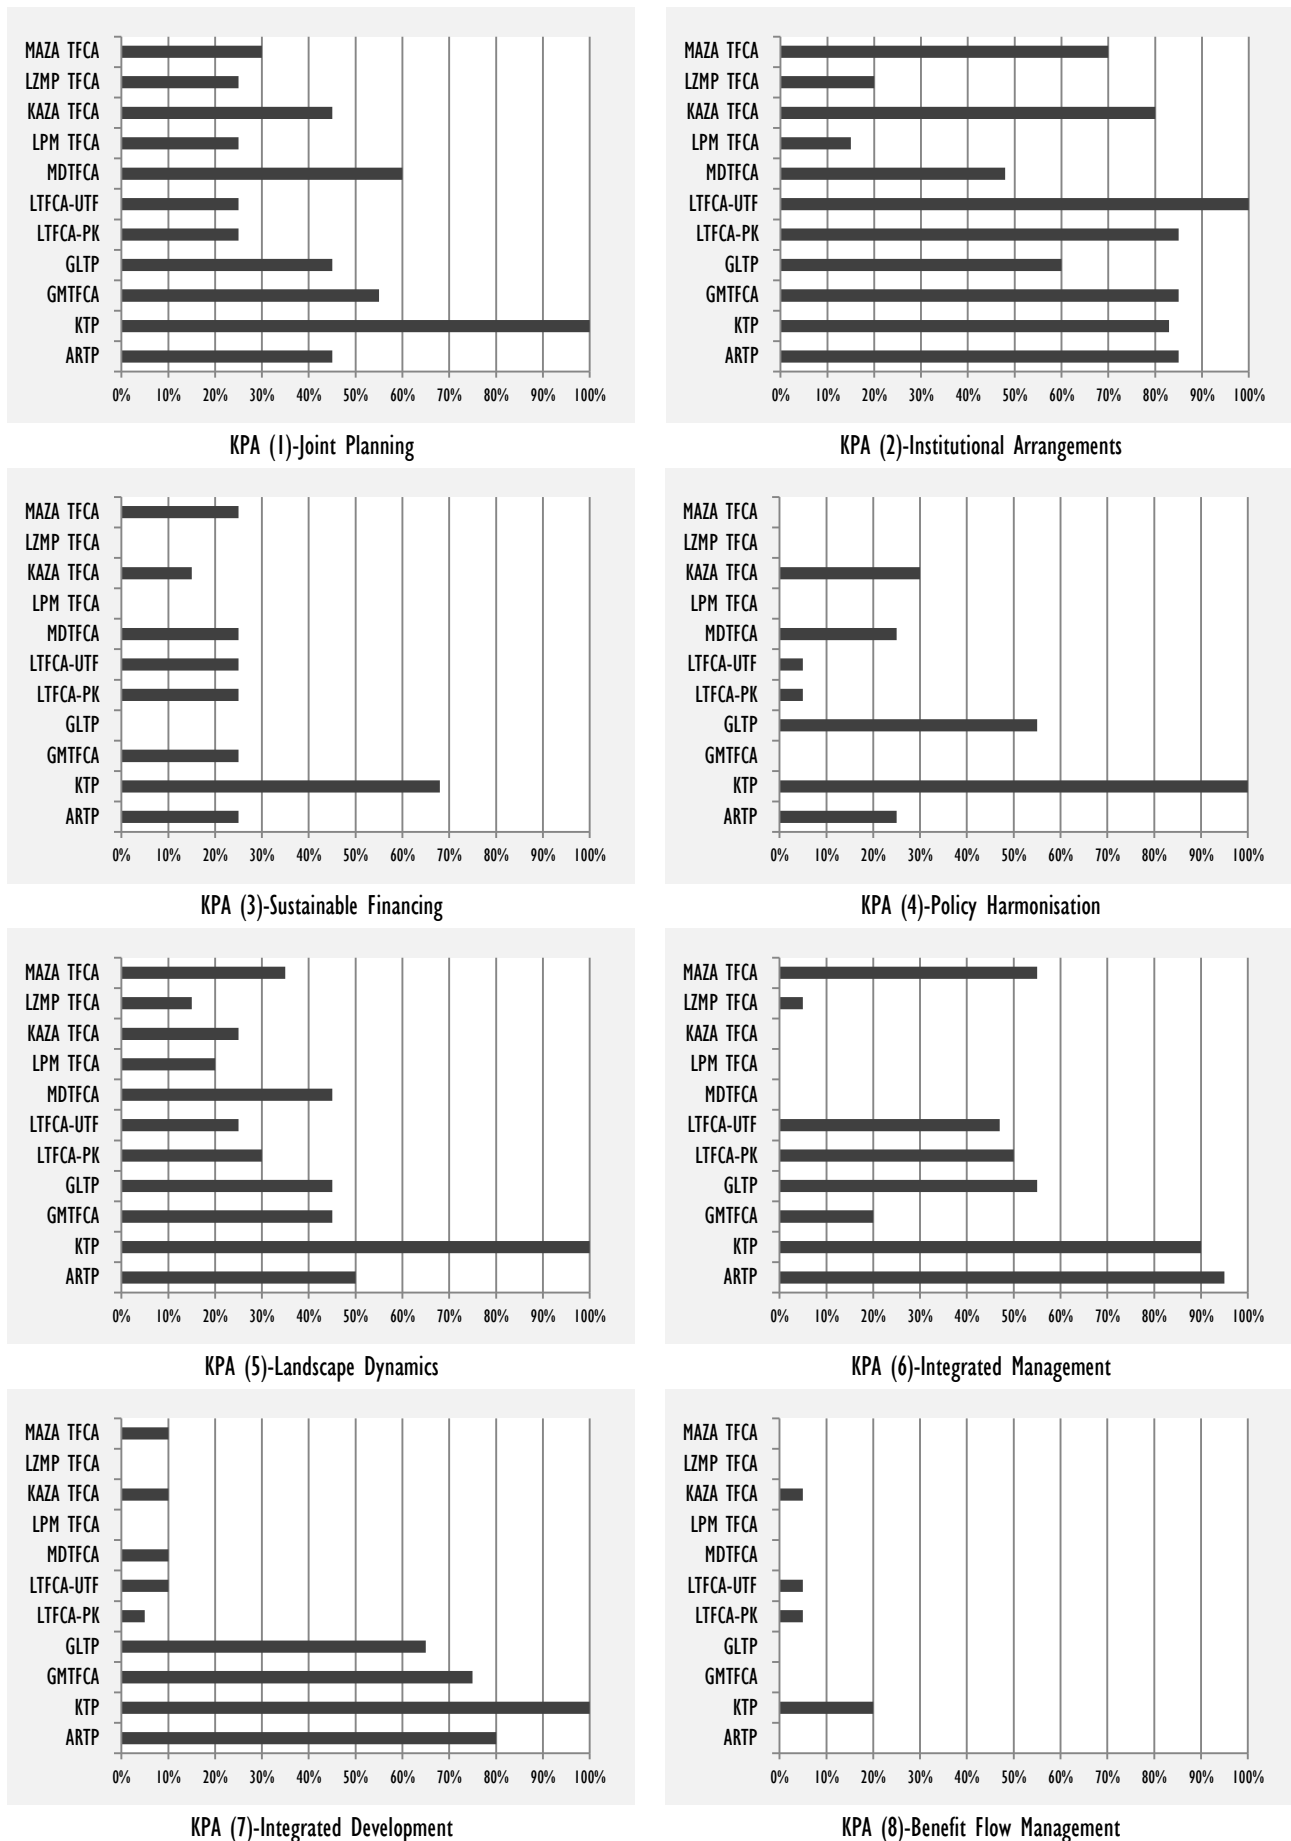 MAZA TFCA
LZMP TFCA
KAZA TFCA
LPM TFCA
MDTFCA
LTFCA-UTF
LTFCA-PK
GLTP
GMTFCA
KTP
ARTP
0% 10% 20% 30% 40% 50% 60% 70% 80% 90% 100%
KPA (1)-Joint Planning
MAZA TFCA
LZMP TFCA
KAZA TFCA
LPM TFCA
MDTFCA
LTFCA-UTF
LTFCA-PK
GLTP
GMTFCA
KTP
ARTP
0% 10% 20% 30% 40% 50% 60% 70% 80% 90% 100%
KPA (2)-Institutional Arrangements
MAZA TFCA
LZMP TFCA
KAZA TFCA
LPM TFCA
MDTFCA
LTFCA-UTF
LTFCA-PK
GLTP
GMTFCA
KTP
ARTP
0% 10% 20% 30% 40% 50% 60% 70% 80% 90% 100%
KPA (3)-Sustainable Financing
MAZA TFCA
LZMP TFCA
KAZA TFCA
LPM TFCA
MDTFCA
LTFCA-UTF
LTFCA-PK
GLTP
GMTFCA
KTP
ARTP
0% 10% 20% 30% 40% 50% 60% 70% 80% 90% 100%
KPA (4)-Policy Harmonisation
MAZA TFCA
LZMP TFCA
KAZA TFCA
LPM TFCA
MDTFCA
LTFCA-UTF
LTFCA-PK
GLTP
GMTFCA
KTP
ARTP
0% 10% 20% 30% 40% 50% 60% 70% 80% 90% 100%
KPA (5)-Landscape Dynamics
MAZA TFCA
LZMP TFCA
KAZA TFCA
LPM TFCA
MDTFCA
LTFCA-UTF
LTFCA-PK
GLTP
GMTFCA
KTP
ARTP
0% 10% 20% 30% 40% 50% 60% 70% 80% 90% 100%
KPA (6)-Integrated Management
MAZA TFCA
LZMP TFCA
KAZA TFCA
LPM TFCA
MDTFCA
LTFCA-UTF
LTFCA-PK
GLTP
GMTFCA
KTP
ARTP
0% 10% 20% 30% 40% 50% 60% 70% 80% 90% 100%
KPA (7)-Integrated Development
MAZA TFCA
LZMP TFCA
KAZA TFCA
LPM TFCA
MDTFCA
LTFCA-UTF
LTFCA-PK
GLTP
GMTFCA
KTP
ARTP
0% 10% 20% 30% 40% 50% 60% 70% 80% 90% 100%
KPA (8)-Benefit Flow Management